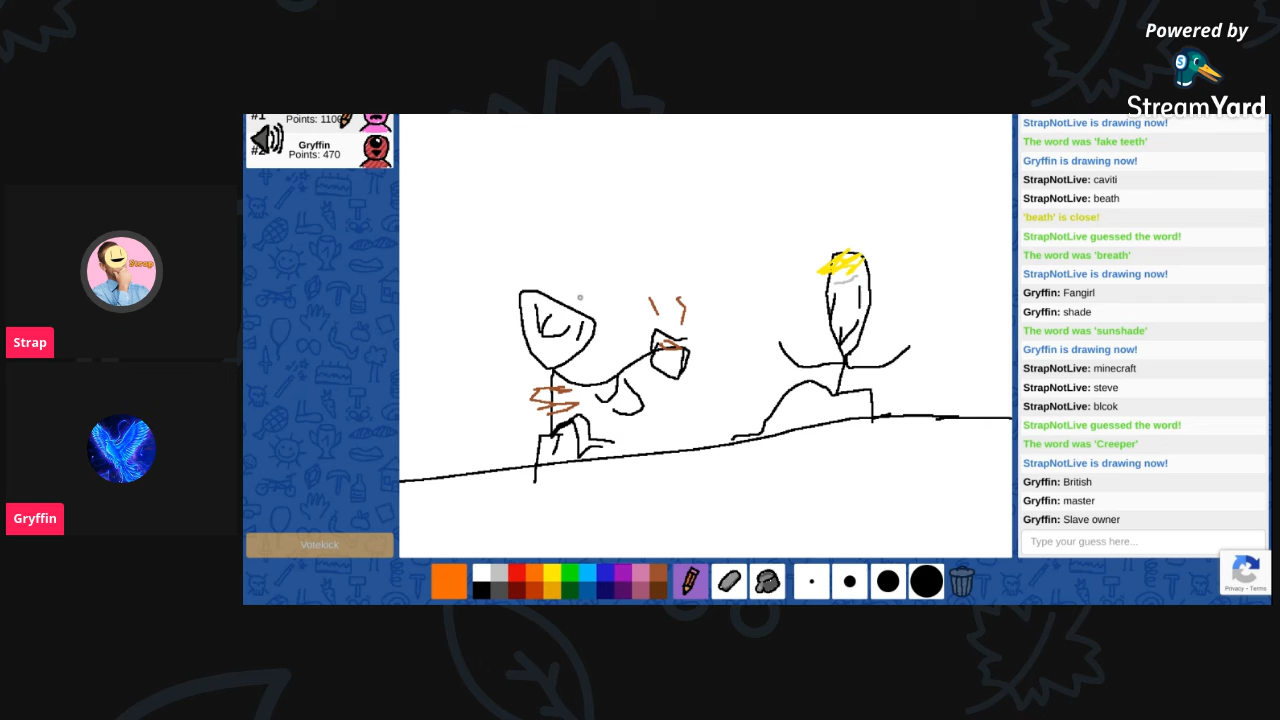 Powered by
StreamYard
#1
Points: 1100
Gryffin
#2
Points: 470
StrapNotLive is drawing now!
The word was 'fake teeth'
Gryffin is drawing now!
StrapNotLive: caviti
StrapNotLive: beath
'beath' is close!
StrapNotLive guessed the word!
The word was 'breath'
StrapNotLive is drawing now!
Gryffin: Fangirl
Gryffin: shade
The word was 'sunshade'
Gryffin is drawing now!
StrapNotLive: minecraft
StrapNotLive: steve
StrapNotLive: blcok
StrapNotLive guessed the word!
The word was 'Creeper'
StrapNotLive is drawing now!
Gryffin: British
Gryffin: master
Gryffin: Slave owner
Type your guess here...
Strap
Strap
Gryffin
Votekick
Privacy - Terms